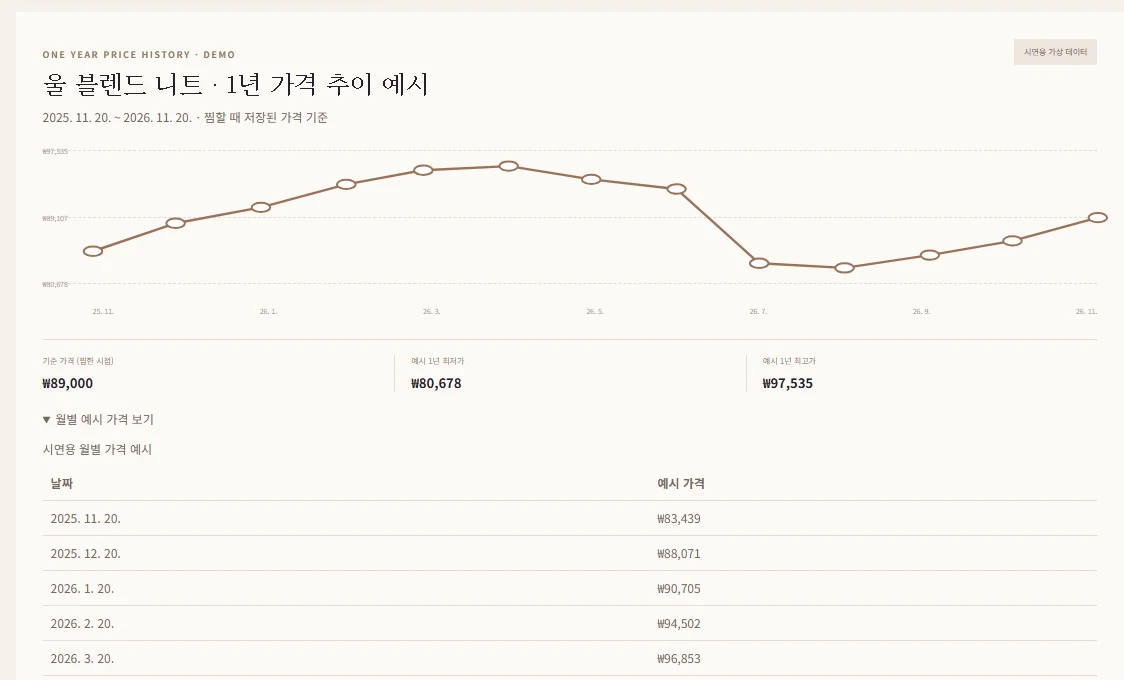 ONE YEAR PRICE HISTORY · DEMO
시연용 가상 데이터
울 블렌드 니트 · 1년 가격 추이 예시
2025. 11. 20. ~ 2026. 11. 20. · 찜할 때 저장된 가격 기준
₩97,535
₩89,107
₩80,678
25. 11.
26. 1.
26. 3.
26. 5.
26. 7.
26. 9.
26. 11.
기준 가격 (찜한 시점)
₩89,000
예시 1년 최저가
₩80,678
예시 1년 최고가
₩97,535
▼ 월별 예시 가격 보기
시연용 월별 가격 예시
날짜 예시 가격
2025. 11. 20. ₩83,439
2025. 12. 20. ₩88,071
2026. 1. 20. ₩90,705
2026. 2. 20. ₩94,502
2026. 3. 20. ₩96,853